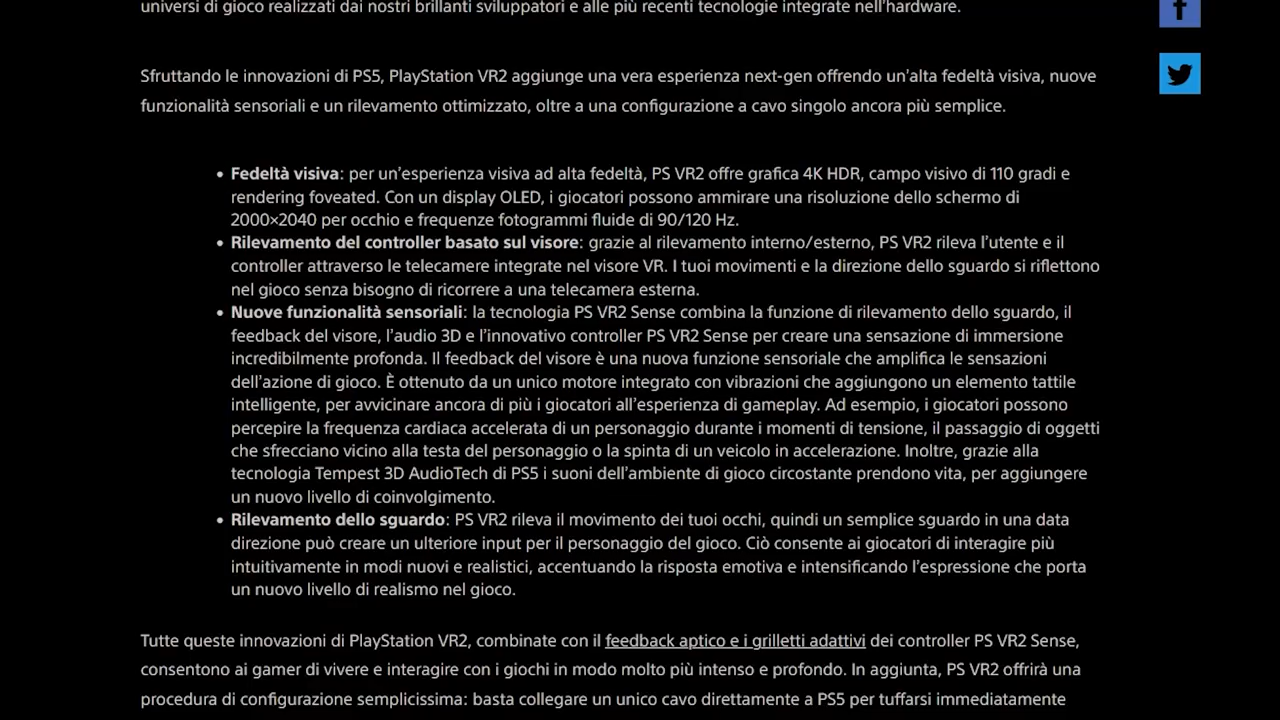 universi di gioco realizzati dai nostri brillanti sviluppatori e alle più recenti tecnologie integrate nell'hardware.
Sfruttando le innovazioni di PS5, PlayStation VR2 aggiunge una vera esperienza next-gen offrendo un'alta fedeltà visiva, nuove
funzionalità sensoriali e un rilevamento ottimizzato, oltre a una configurazione a cavo singolo ancora più semplice.
• Fedeltà visiva: per un'esperienza visiva ad alta fedeltà, PS VR2 offre grafica 4K HDR, campo visivo di 110 gradi e
rendering foveated. Con un display OLED, i giocatori possono ammirare una risoluzione dello schermo di
2000×2040 per occhio e frequenze fotogrammi fluide di 90/120 Hz.
• Rilevamento del controller basato sul visore: grazie al rilevamento interno/esterno, PS VR2 rileva l'utente e il
controller attraverso le telecamere integrate nel visore VR. I tuoi movimenti e la direzione dello sguardo si riflettono
nel gioco senza bisogno di ricorrere a una telecamera esterna.
• Nuove funzionalità sensoriali: la tecnologia PS VR2 Sense combina la funzione di rilevamento dello sguardo, il
feedback del visore, l'audio 3D e l'innovativo controller PS VR2 Sense per creare una sensazione di immersione
incredibilmente profonda. Il feedback del visore è una nuova funzione sensoriale che amplifica le sensazioni
dell'azione di gioco. È ottenuto da un unico motore integrato con vibrazioni che aggiungono un elemento tattile
intelligente, per avvicinare ancora di più i giocatori all'esperienza di gameplay. Ad esempio, i giocatori possono
percepire la frequenza cardiaca accelerata di un personaggio durante i momenti di tensione, il passaggio di oggetti
che sfrecciano vicino alla testa del personaggio o la spinta di un veicolo in accelerazione. Inoltre, grazie alla
tecnologia Tempest 3D AudioTech di PS5 i suoni dell'ambiente di gioco circostante prendono vita, per aggiungere
un nuovo livello di coinvolgimento.
• Rilevamento dello sguardo: PS VR2 rileva il movimento dei tuoi occhi, quindi un semplice sguardo in una data
direzione può creare un ulteriore input per il personaggio del gioco. Ciò consente ai giocatori di interagire più
intuitivamente in modi nuovi e realistici, accentuando la risposta emotiva e intensificando l'espressione che porta
un nuovo livello di realismo nel gioco.
Tutte queste innovazioni di PlayStation VR2, combinate con il feedback aptico e i grilletti adattivi dei controller PS VR2 Sense,
consentono ai gamer di vivere e interagire con i giochi in modo molto più intenso e profondo. In aggiunta, PS VR2 offrirà una
procedura di configurazione semplicissima: basta collegare un unico cavo direttamente a PS5 per tuffarsi immediatamente